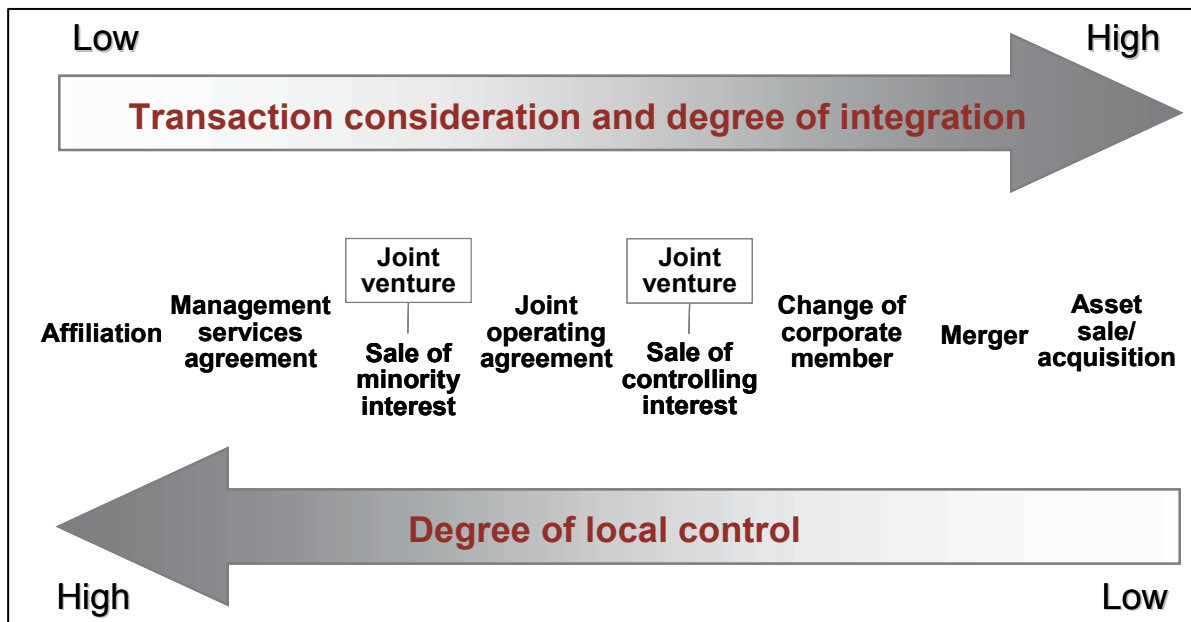 Low
High
Transaction consideration and degree of integration
Affiliation
Management
services
agreement
Joint
venture
Sale of
minority
interest
Joint
operating
agreement
Joint
venture
Sale of
controlling
interest
Change of
corporate
member
Merger
Asset
sale/
acquisition
Degree of local control
High
Low